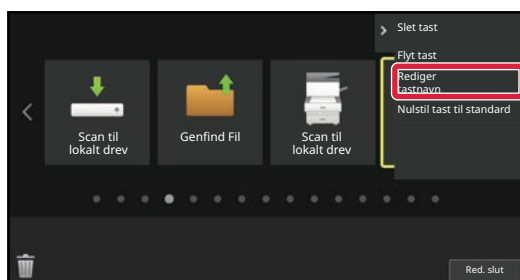 Slet tast
Flyt tast
Rediger
tastnavn
Nulstil tast til standard
Scan til
lokalt drev
Genfind Fil
Scan til
lokalt drev
Red. slut